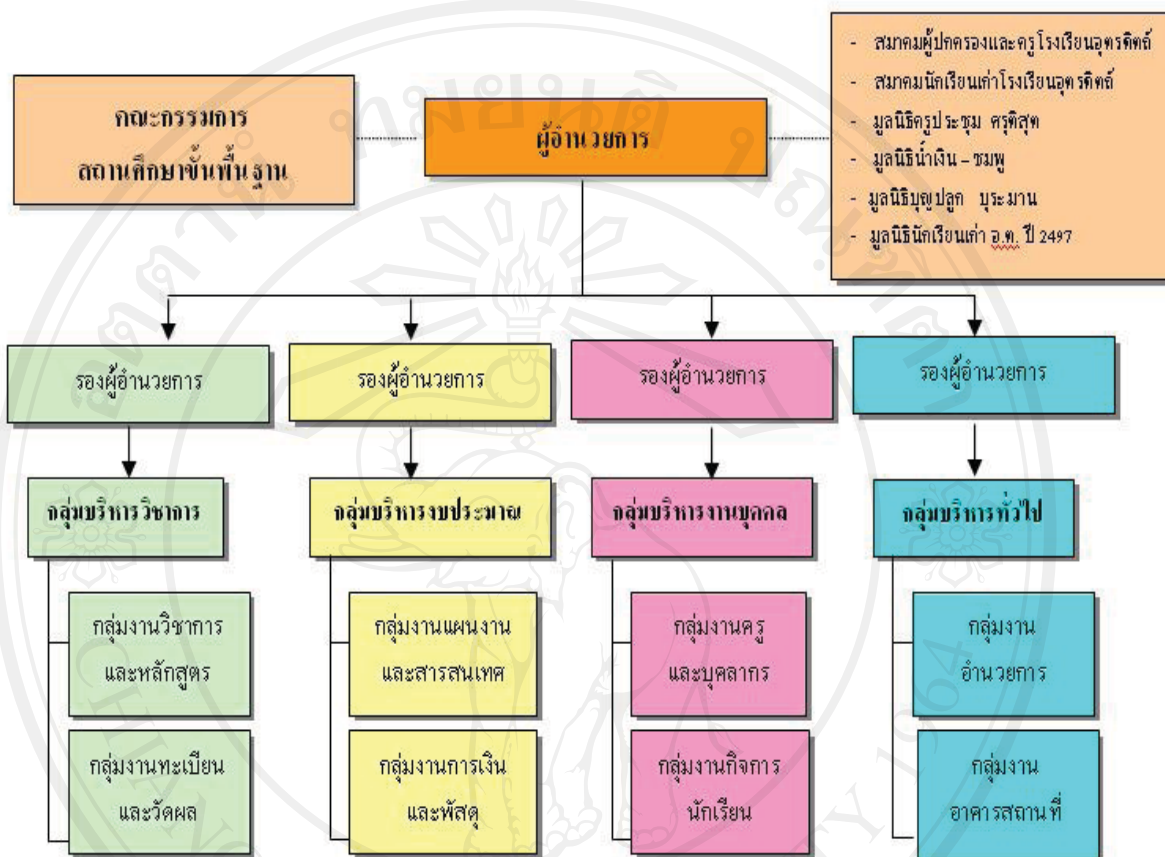 คณะกรรมการ
สถานศึกษาขั้นพื้นฐาน
ผู้อำนวยการ
- สมาคมผู้ปกครองและครูโรงเรียนอุตรดิตถ์
- สมาคมนักเรียนเก่าโรงเรียนอุตรดิตถ์
- มูลนิธิครูประชุม ศรุติสุต
- มูลนิธิน้ำเงิน – ชมพู
- มูลนิธิบุญปลูก บุระมาน
- มูลนิธินักเรียนเก่า อ.ต. ปี 2497
รองผู้อำนวยการ
รองผู้อำนวยการ
รองผู้อำนวยการ
รองผู้อำนวยการ
กลุ่มบริหารวิชาการ
กลุ่มบริหารงบประมาณ
กลุ่มบริหารงานบุคคล
กลุ่มบริหารทั่วไป
กลุ่มงานวิชาการ
และหลักสูตร
กลุ่มงานแผนงาน
และสารสนเทศ
กลุ่มงานครู
และบุคลากร
กลุ่มงาน
อำนวยการ
กลุ่มงานทะเบียน
และวัดผล
กลุ่มงานการเงิน
และพัสดุ
กลุ่มงานกิจการ
นักเรียน
กลุ่มงาน
อาคารสถานที่